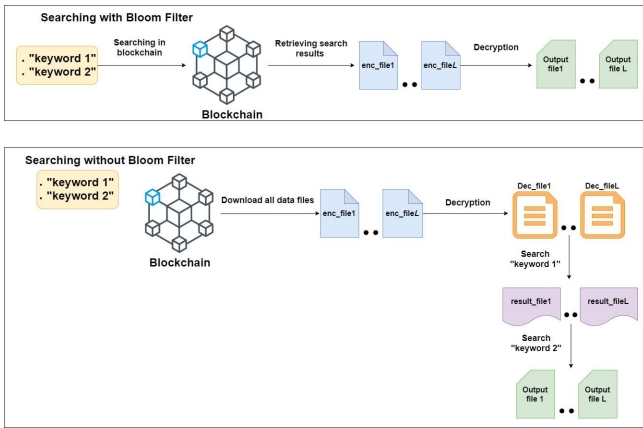 Searching with Bloom Filter
. "keyword 1"
. "keyword 2"
Searching in
blockchain
Blockchain
Retrieving search
results
enc_file1
enc_fileL
Decryption
Output
file1
Output
file L
Searching without Bloom Filter
. "keyword 1"
. "keyword 2"
Blockchain
Download all data files
enc_file1
enc_fileL
Decryption
Dec_file1
Dec_fileL
Search
"keyword 1"
result_file1
result_fileL
Search
"keyword 2"
Output
file 1
Output
file L